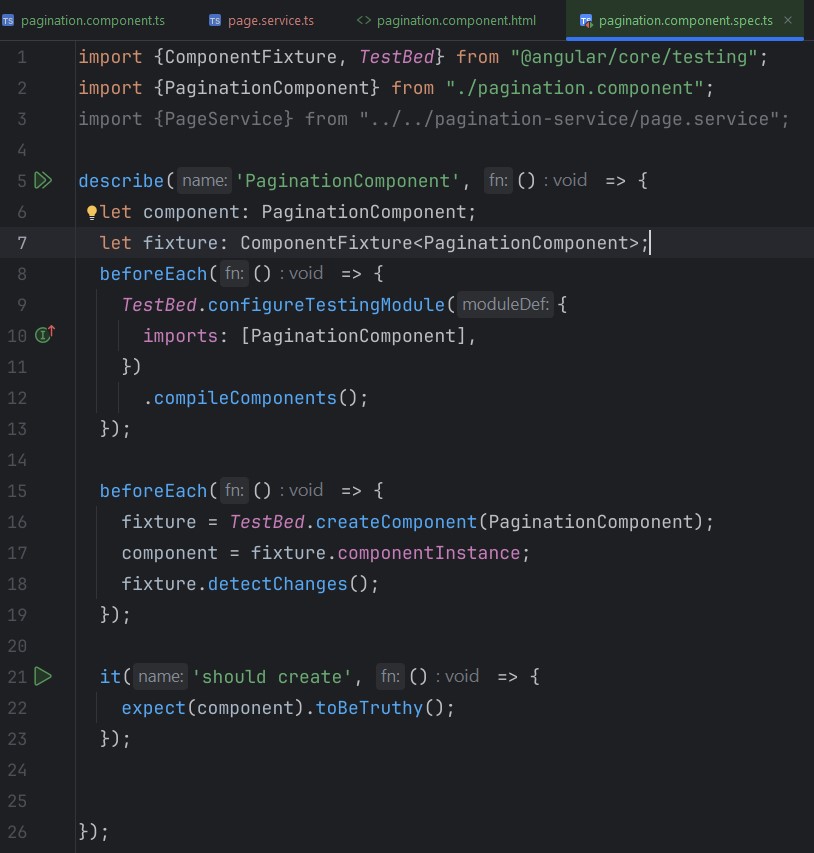 pagination.component.ts page.service.ts <> pagination.component.html pagination.component.spec.ts ×
1 import {ComponentFixture, TestBed} from "@angular/core/testing";
2 import {PaginationComponent} from "./pagination.component";
3 import {PageService} from "../../pagination-service/page.service";
4
5 describe( name: 'PaginationComponent', fn: () : void => {
6 let component: PaginationComponent;
7 let fixture: ComponentFixture<PaginationComponent>;
8 beforeEach( fn: () : void => {
9 TestBed.configureTestingModule( moduleDef: {
10 imports: [PaginationComponent],
11 })
12 .compileComponents();
13 });
14
15 beforeEach( fn: () : void => {
16 fixture = TestBed.createComponent(PaginationComponent);
17 component = fixture.componentInstance;
18 fixture.detectChanges();
19 });
20
21 it( name: 'should create', fn: () : void => {
22 expect(component).toBeTruthy();
23 });
24
25
26 });